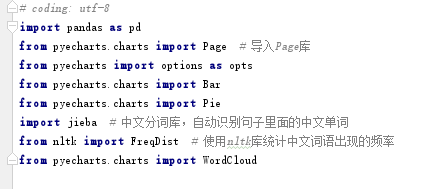 # coding: utf-8
import pandas as pd
from pyecharts.charts import Page  # 导入Page库
from pyecharts import options as opts
from pyecharts.charts import Bar
from pyecharts.charts import Pie
import jieba  # 中文分词库，自动识别句子里面的中文单词
from nltk import FreqDist  # 使用nltk库统计中文词语出现的频率
from pyecharts.charts import WordCloud